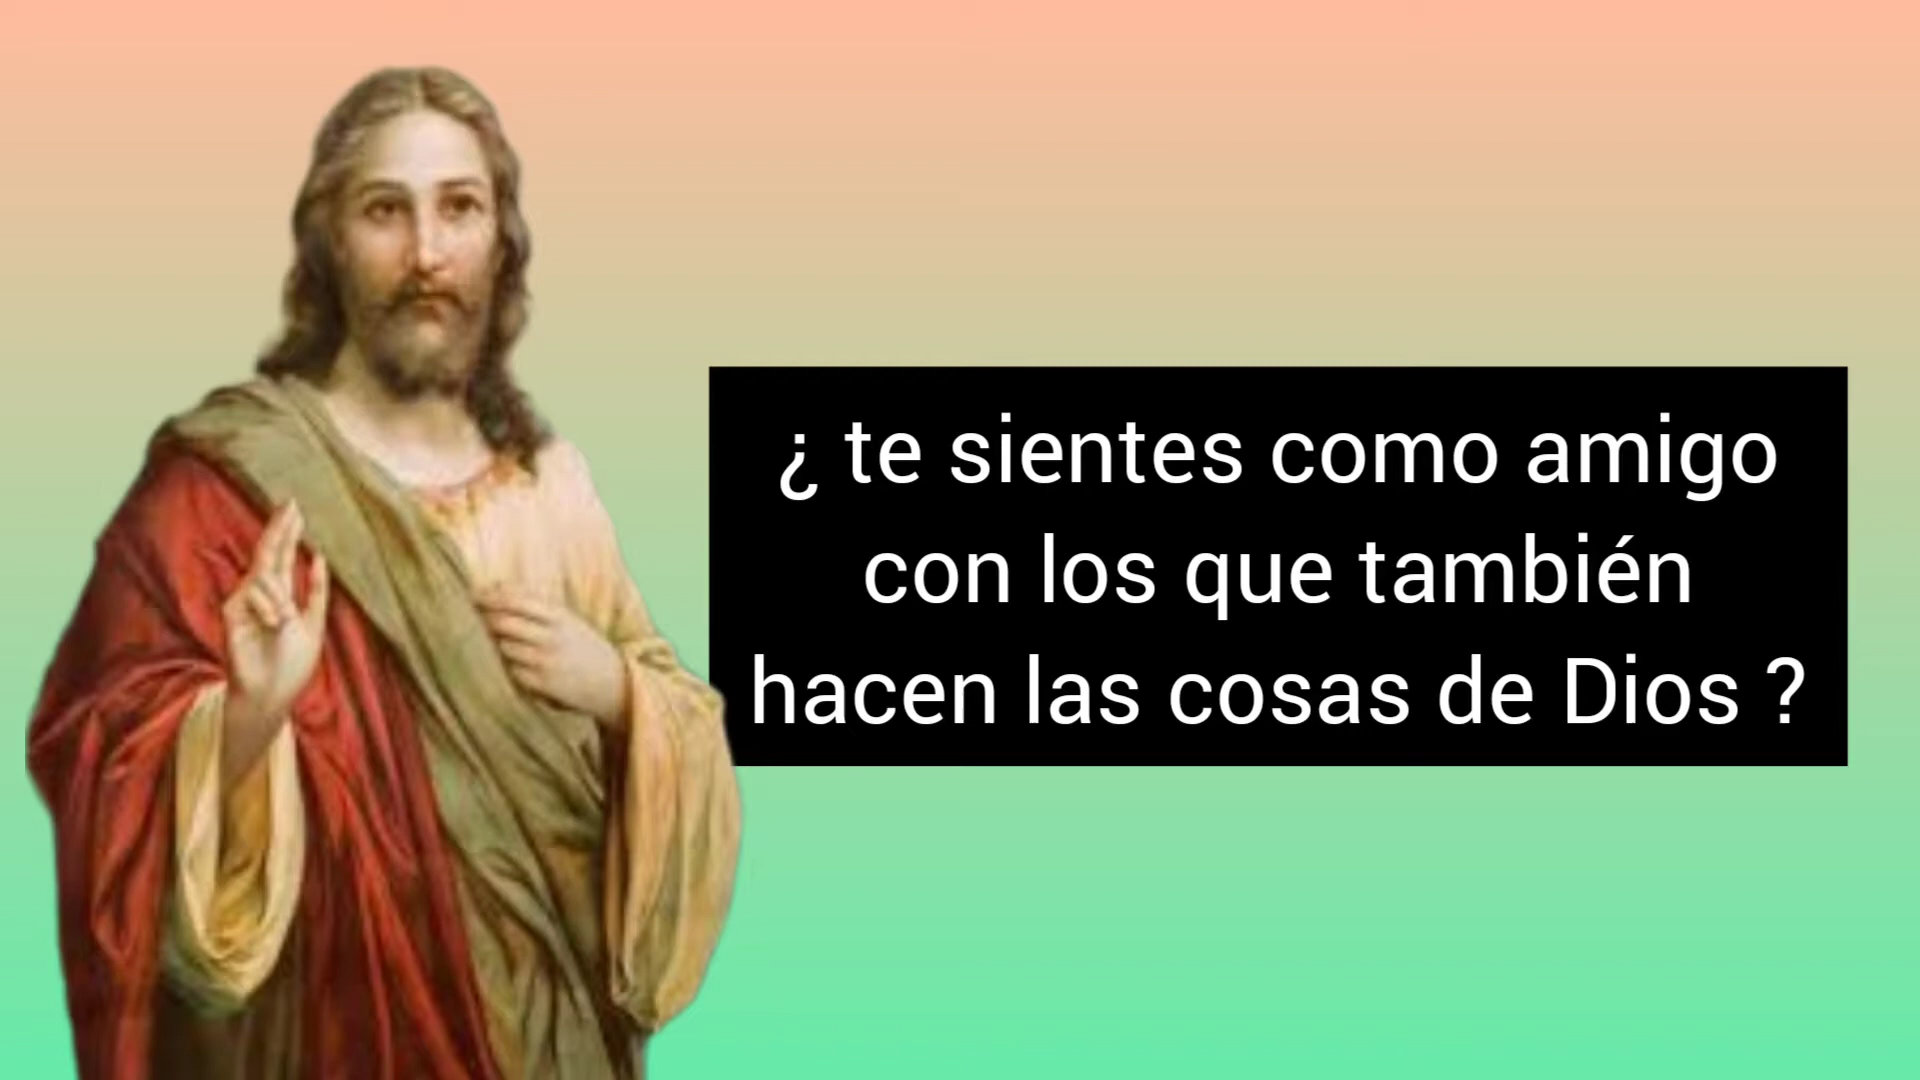 ¿ te sientes como amigo
con los que también
hacen las cosas de Dios ?